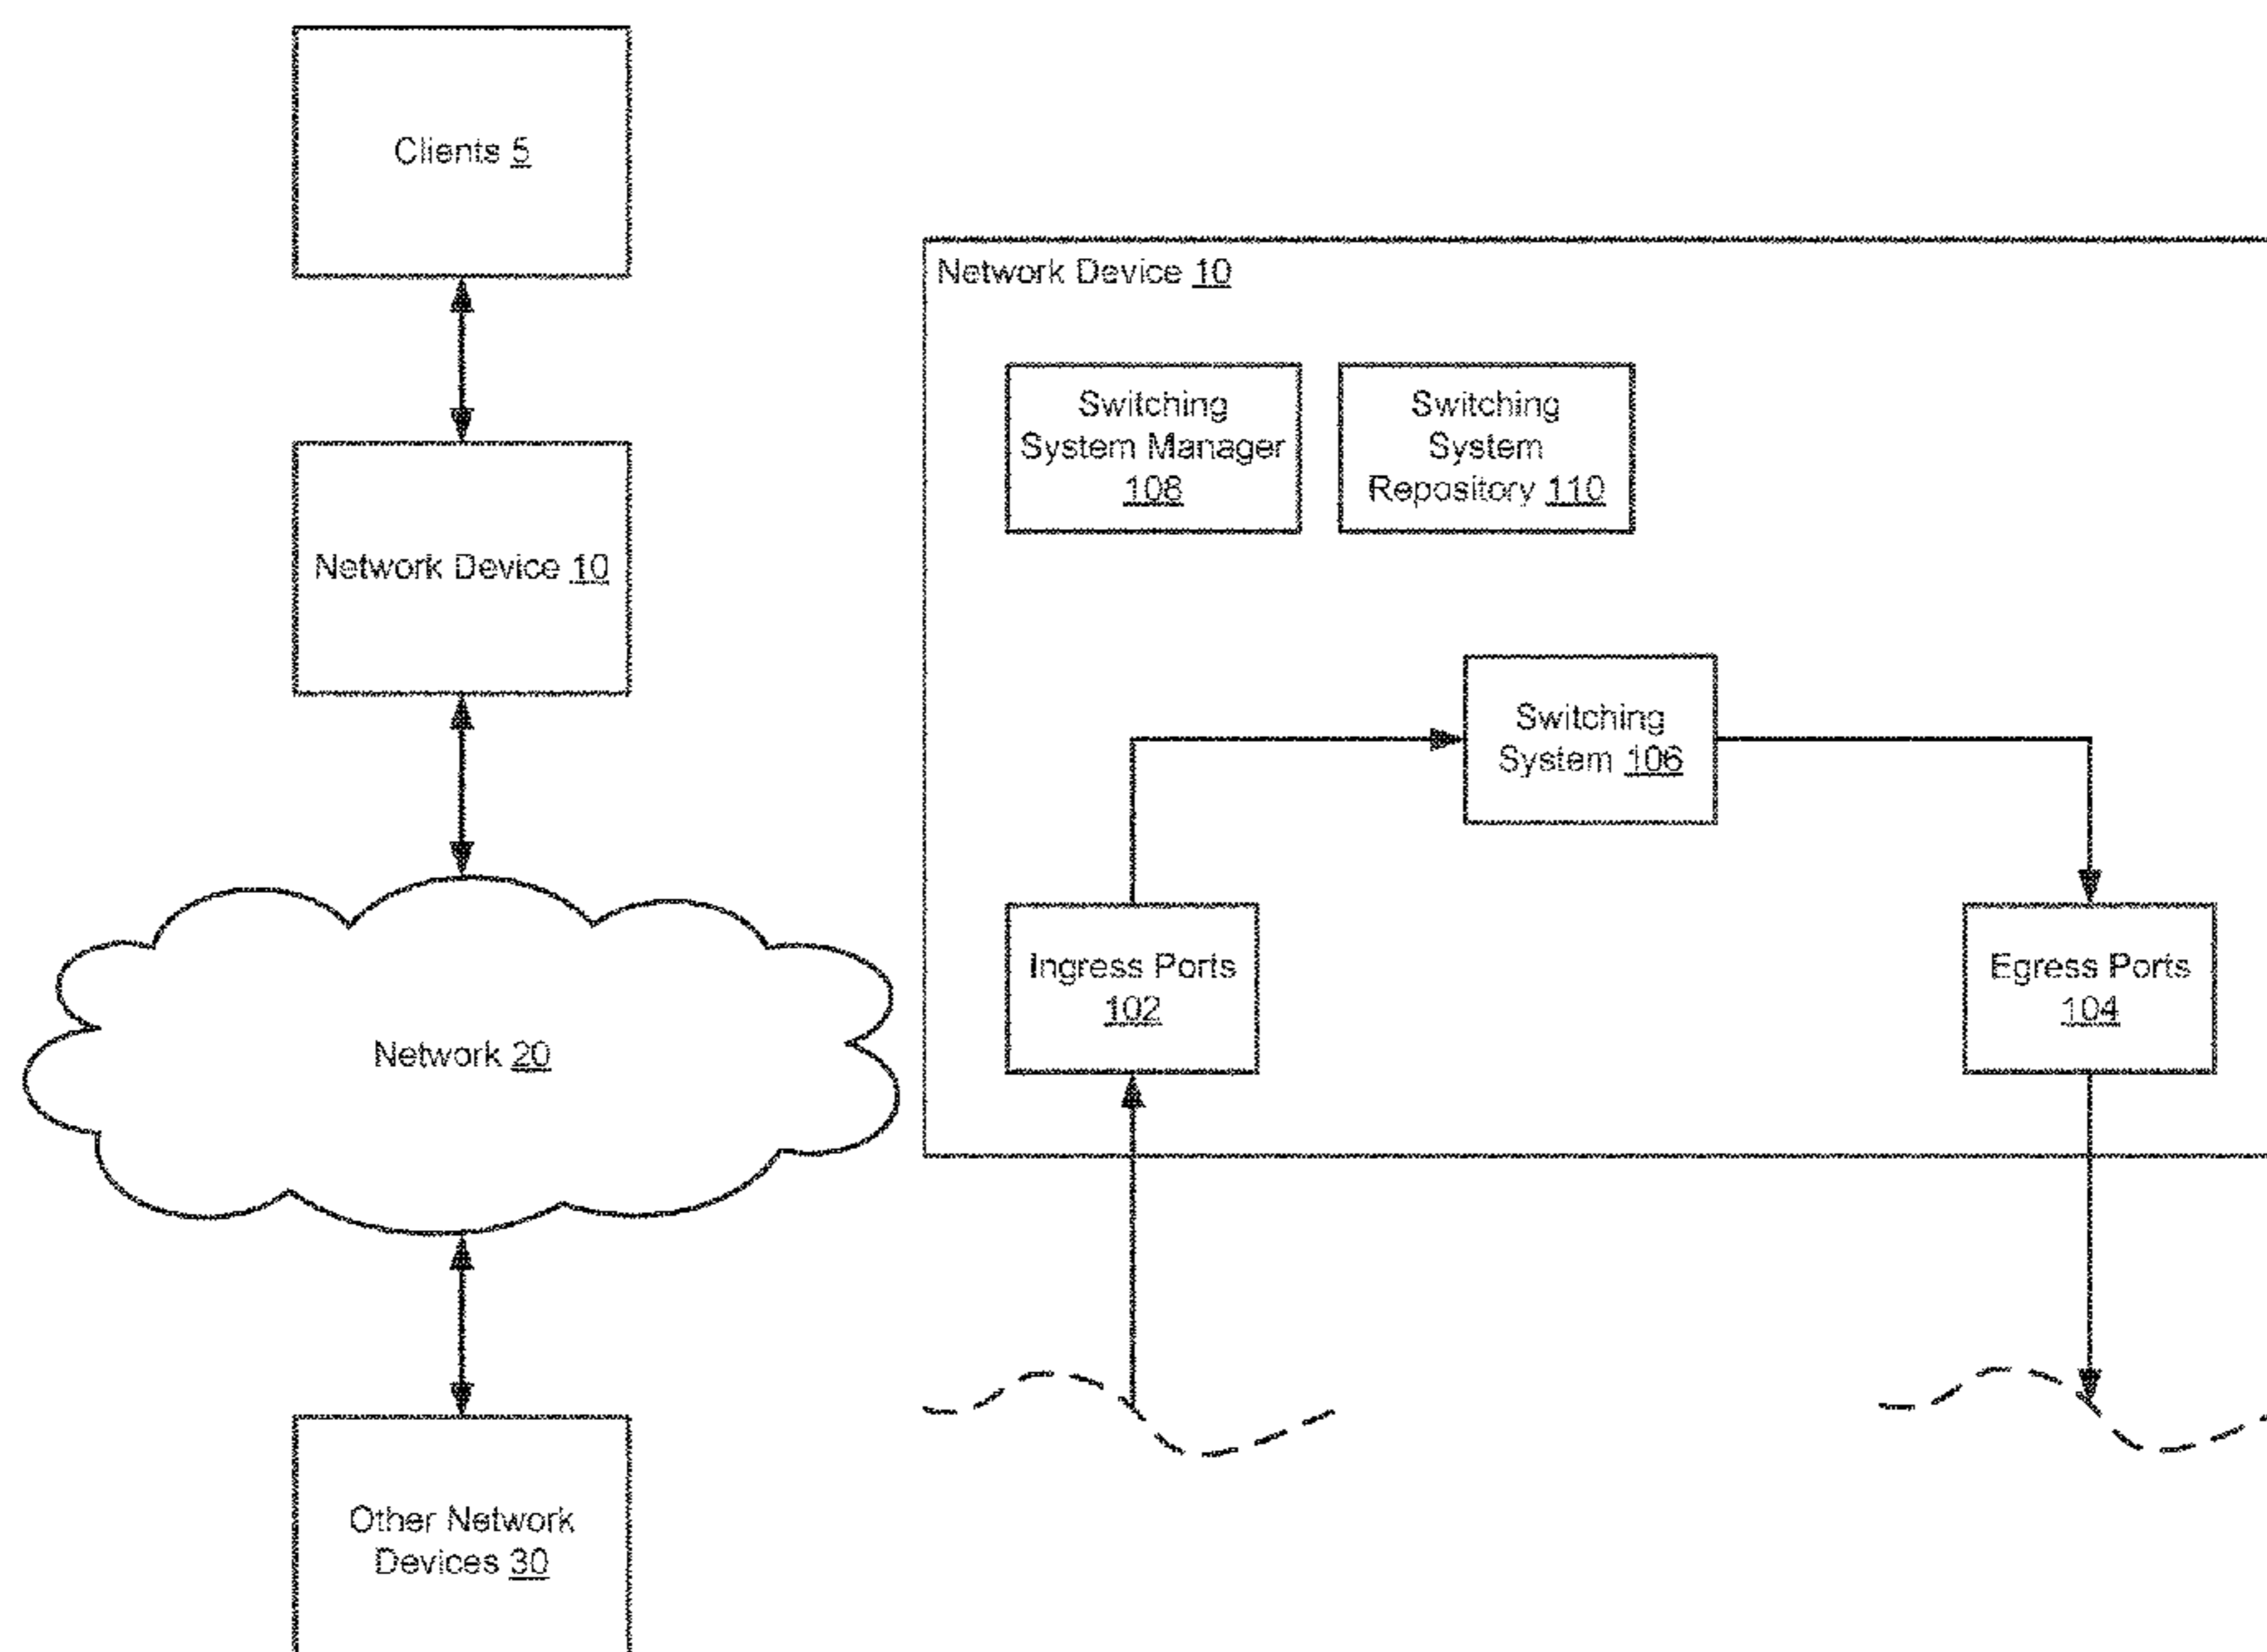 Clients 5
Network Device 10
Network 20
Other Network
Devices 30
Network Device 10
Switching
System Manager
108
Switching
System
Repository 110
Switching
System 106
Ingress Ports
102
Egress Ports
104